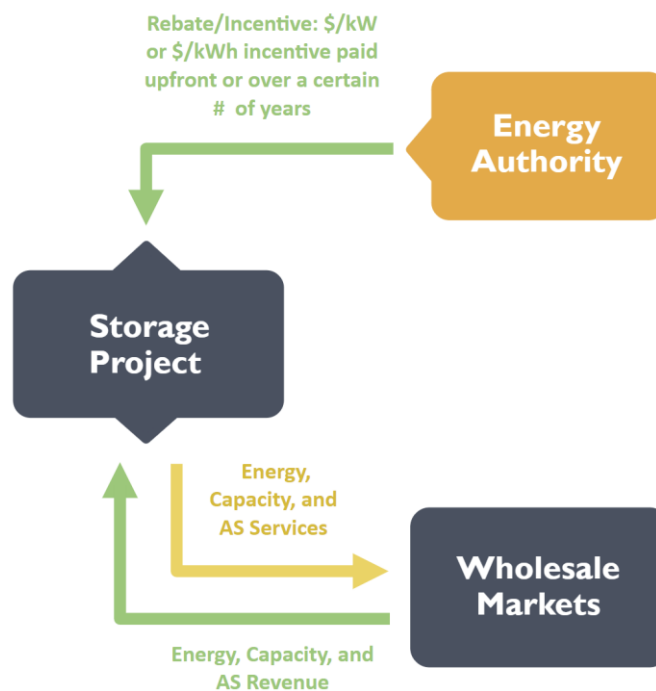 Rebate/Incentive: $/kW
or $/kWh incentive paid
upfront or over a certain
# of years
Energy
Authority
Storage
Project
Energy,
Capacity, and
AS Services
Wholesale
Markets
Energy, Capacity, and
AS Revenue